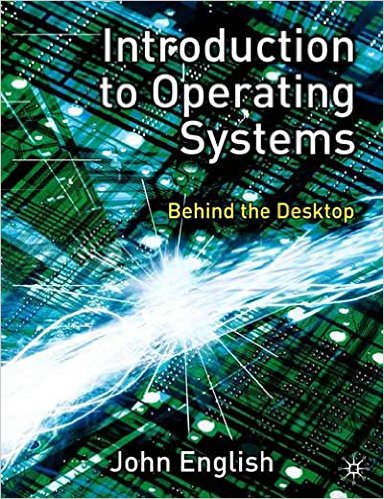 Introduction
to Operating
Systems
Behind the Desktop
John English